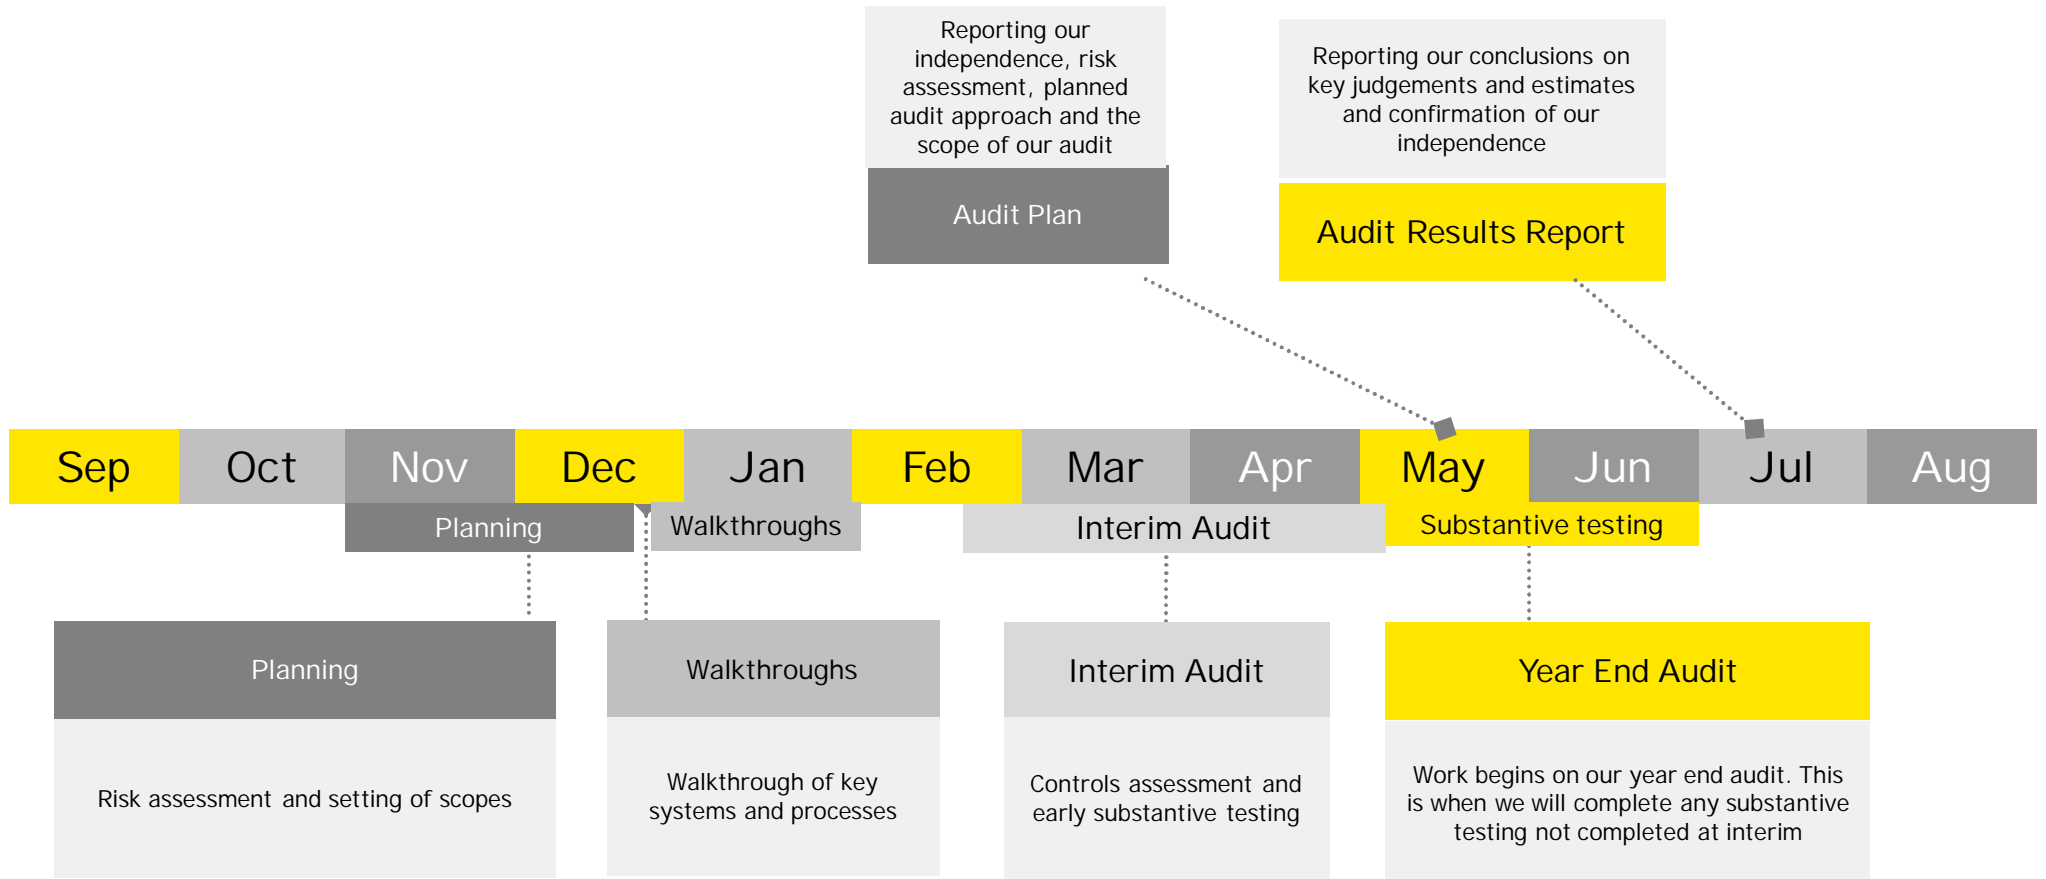 Reporting our
independence, risk
assessment, planned
audit approach and the
scope of our audit
Audit Plan
Reporting our conclusions on
key judgements and estimates
and confirmation of our
independence
Audit Results Report
Sep
Oct
Nov
Dec
Jan
Feb
Mar
Apr
May
Jun
Jul
Aug
Planning
Walkthroughs
Interim Audit
Substantive testing
Planning
Risk assessment and setting of scopes
Walkthroughs
Walkthrough of key
systems and processes
Interim Audit
Controls assessment and
early substantive testing
Year End Audit
Work begins on our year end audit. This
is when we will complete any substantive
testing not completed at interim